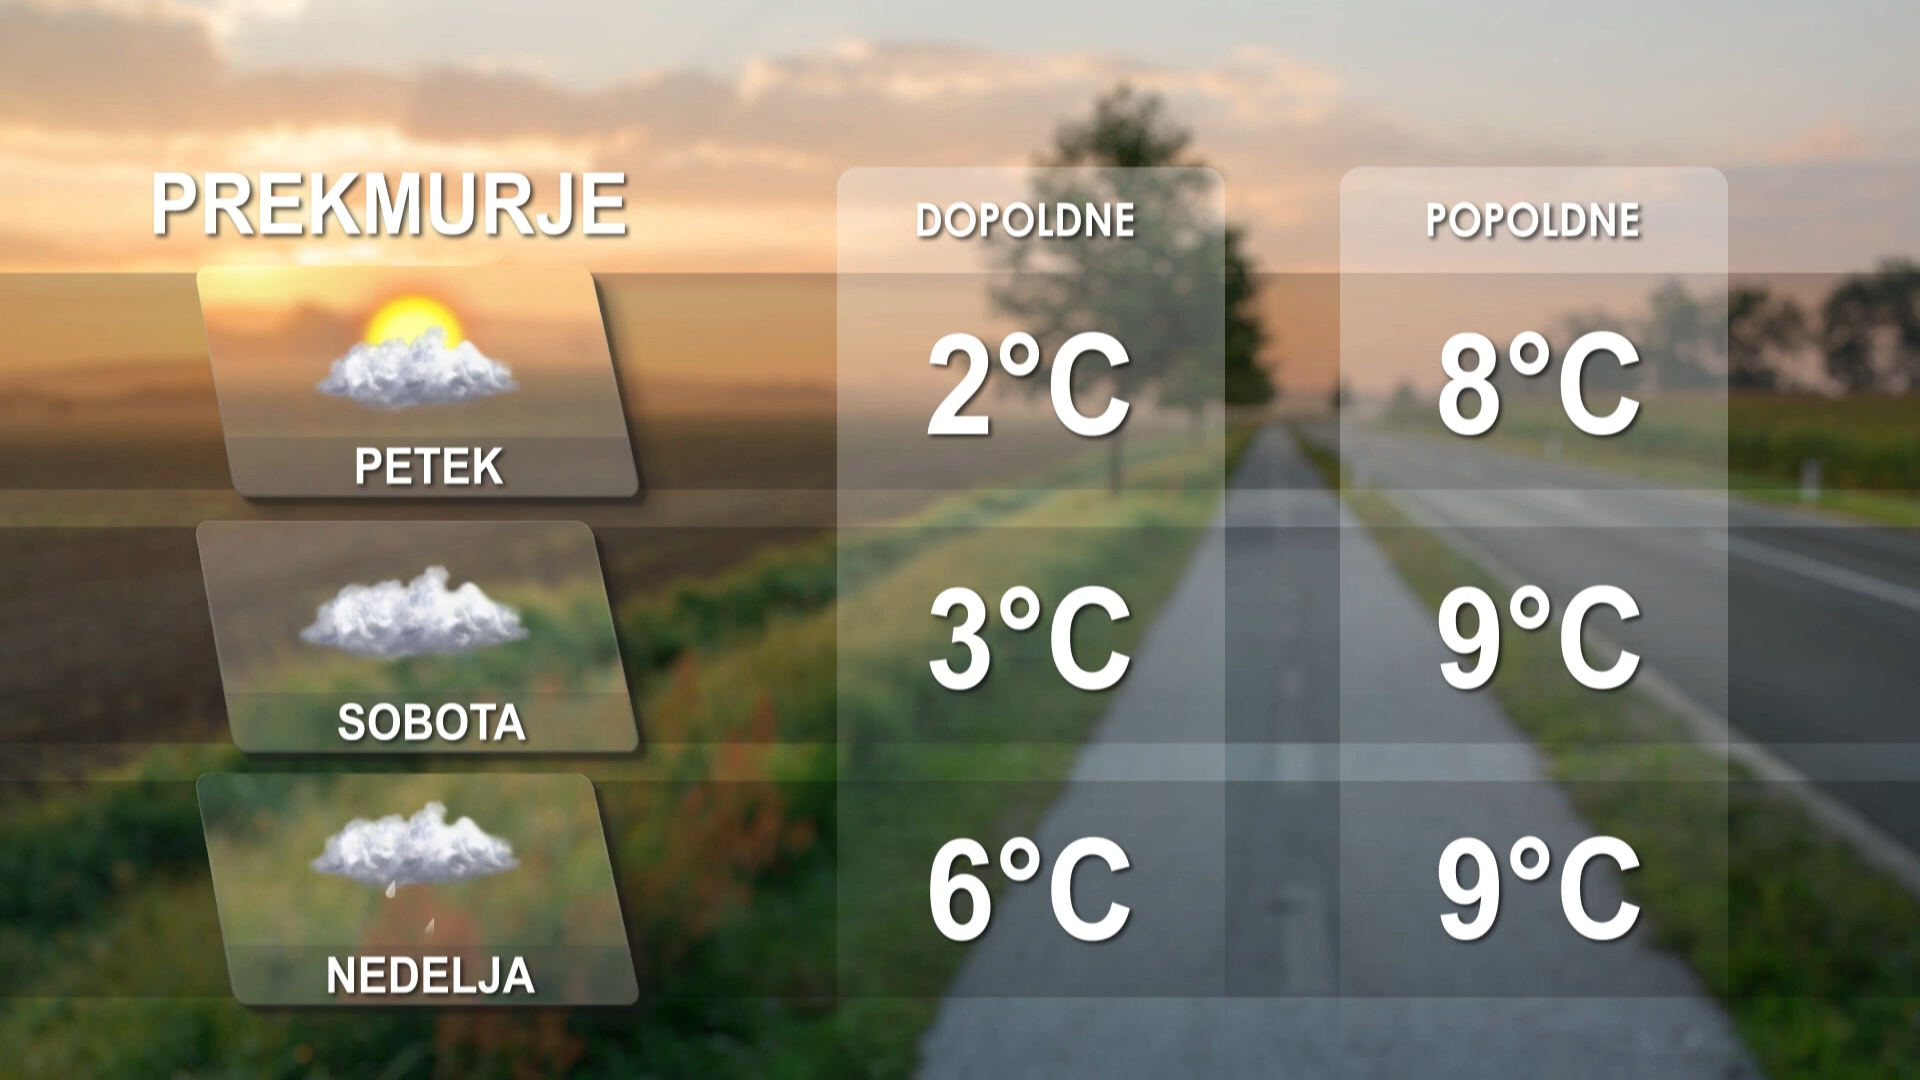 PREKMURJE
DOPOLDNE
POPOLDNE
PETEK
2°C
8°C
SOBOTA
3°C
9°C
NEDELJA
6°C
9°C